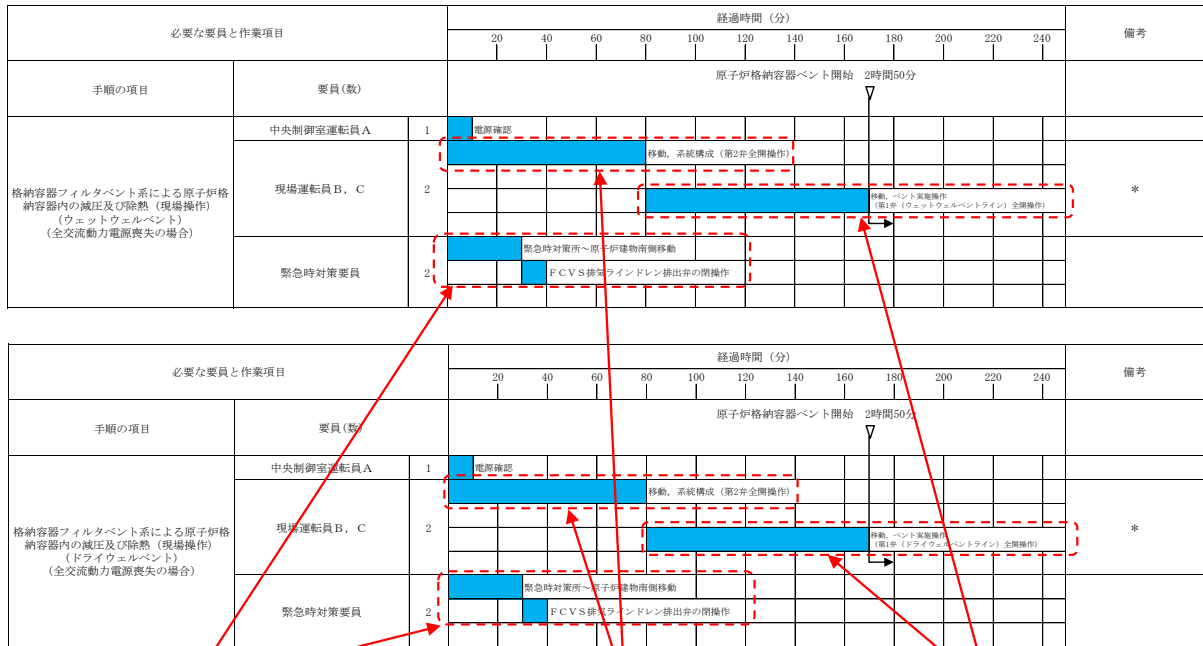 必要な要員と作業項目
経過時間（分）
備考
20 40 60 80 100 120 140 160 180 200 220 240
手順の項目
要員(数)
原子炉格納容器ベント開始　2時間50分
格納容器フィルタベント系による原子炉格
納容器内の減圧及び除熱（現場操作）
（ウェットウェルベント）
（全交流動力電源喪失の場合）
中央制御室運転員A
1
電源確認
現場運転員B，C
2
移動，系統構成（第2弁全開操作）
移動，ベント実施操作
（第1弁（ウェットウェルベントライン）全開操作）
＊
緊急時対策要員
2
緊急時対策所～原子炉建物南側移動
FCVS排気ラインドレン排出弁の閉操作
必要な要員と作業項目
経過時間（分）
備考
20 40 60 80 100 120 140 160 180 200 220 240
手順の項目
要員(数)
原子炉格納容器ベント開始　2時間50分
格納容器フィルタベント系による原子炉格
納容器内の減圧及び除熱（現場操作）
（ドライウェルベント）
（全交流動力電源喪失の場合）
中央制御室運転員A
1
電源確認
現場運転員B，C
2
移動，系統構成（第2弁全開操作）
移動，ベント実施操作
（第1弁（ドライウェルベントライン）全開操作）
＊
緊急時対策要員
2
緊急時対策所～原子炉建物南側移動
FCVS排気ラインドレン排出弁の閉操作